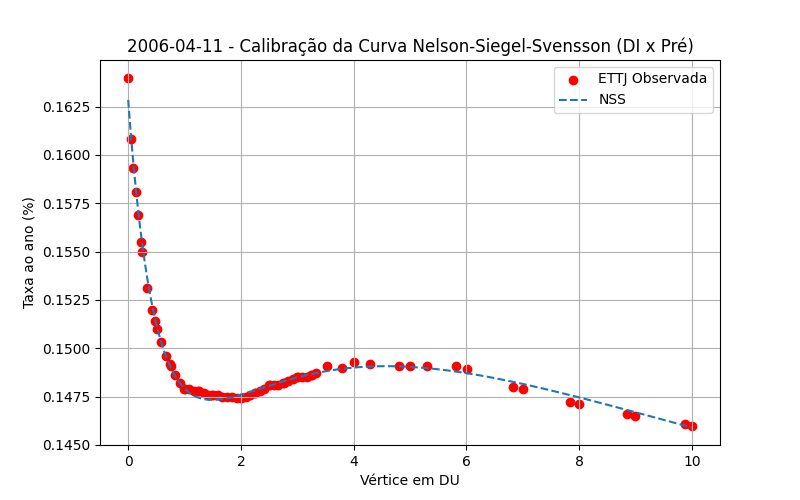 2006-04-11 - Calibração da Curva Nelson-Siegel-Svensson (DI x Pré)
ETTJ Observada
NSS
Taxa ao ano (%)
0.1625
0.1600
0.1575
0.1550
0.1525
0.1500
0.1475
0.1450
0 2 4 6 8 10
Vértice em DU